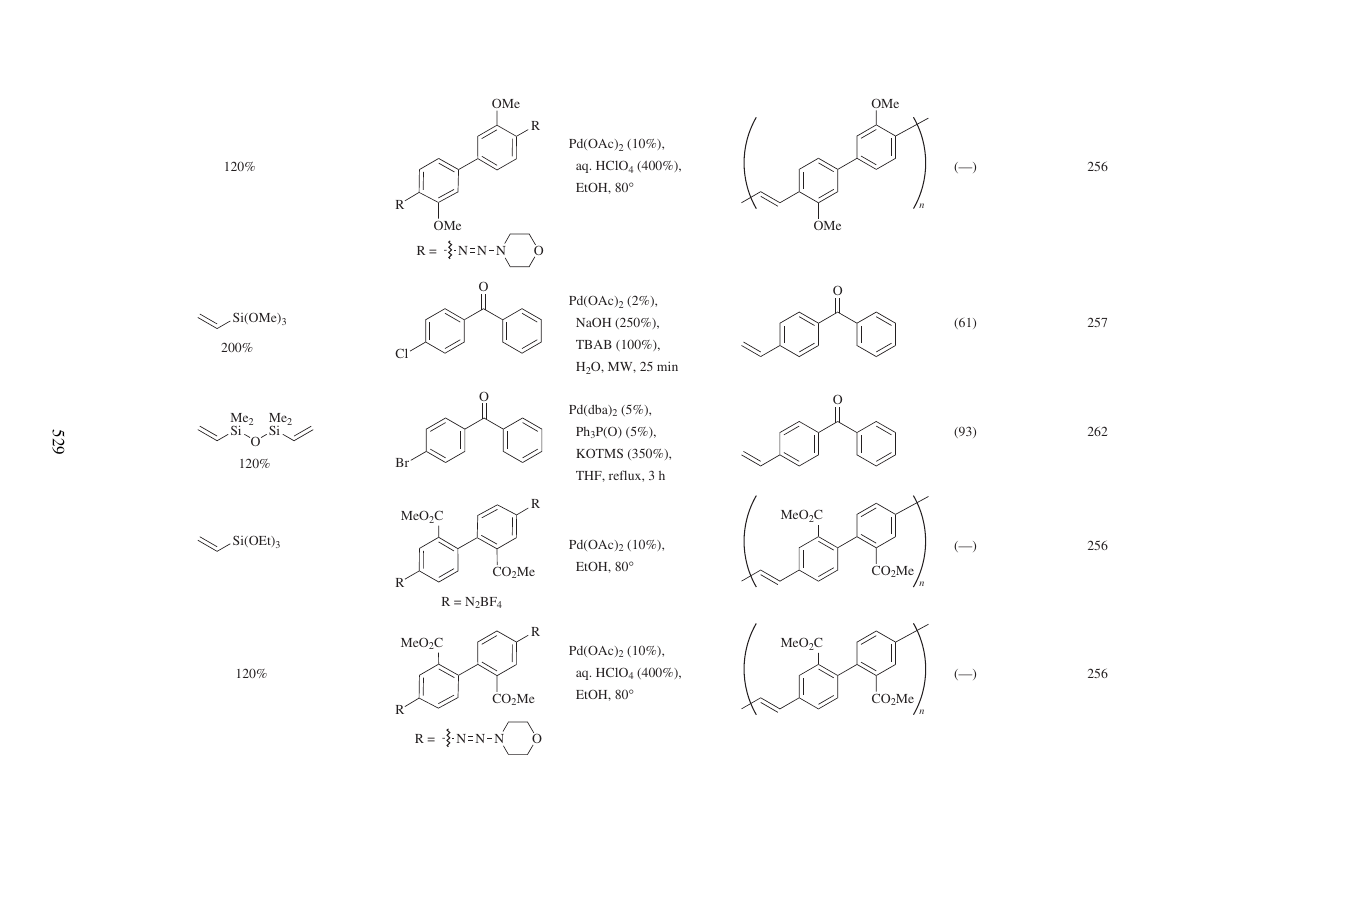 OMe
R
R
OMe
120%
R = N=N–N O
Pd(OAc)₂ (10%),
aq. HClO₄ (400%),
EtOH, 80°
OMe
OMe
n
(—)
256
Si(OMe)₃
200%
O
Cl
Pd(OAc)₂ (2%),
NaOH (250%),
TBAB (100%),
H₂O, MW, 25 min
O
(61)
257
Me₂ Me₂
Si O Si
120%
O
Br
Pd(dba)₂ (5%),
Ph₃P(O) (5%),
KOTMS (350%),
THF, reflux, 3 h
O
(93)
262
529
Si(OEt)₃
R
MeO₂C
CO₂Me
R
R = N₂BF₄
Pd(OAc)₂ (10%),
EtOH, 80°
MeO₂C
CO₂Me
n
(—)
256
120%
R
MeO₂C
CO₂Me
R
R = N=N–N O
Pd(OAc)₂ (10%),
aq. HClO₄ (400%),
EtOH, 80°
MeO₂C
CO₂Me
n
(—)
256